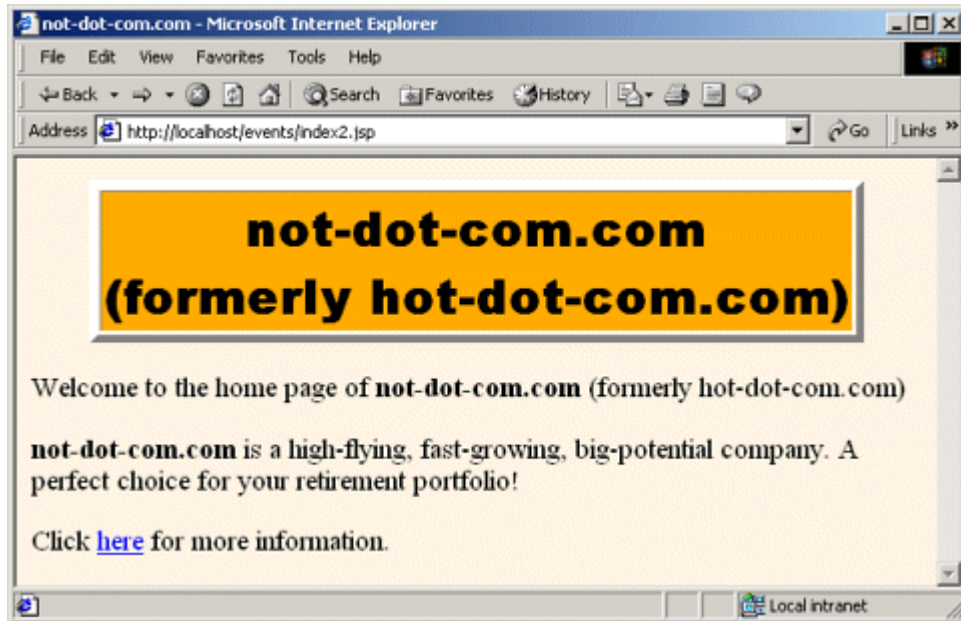 not-dot-com.com - Microsoft Internet Explorer
File Edit View Favorites Tools Help
Back Search Favorites History
Address http://localhost/events/index2.jsp Go Links »
not-dot-com.com
(formerly hot-dot-com.com)
Welcome to the home page of not-dot-com.com (formerly hot-dot-com.com)
not-dot-com.com is a high-flying, fast-growing, big-potential company. A
perfect choice for your retirement portfolio!
Click here for more information.
Local intranet